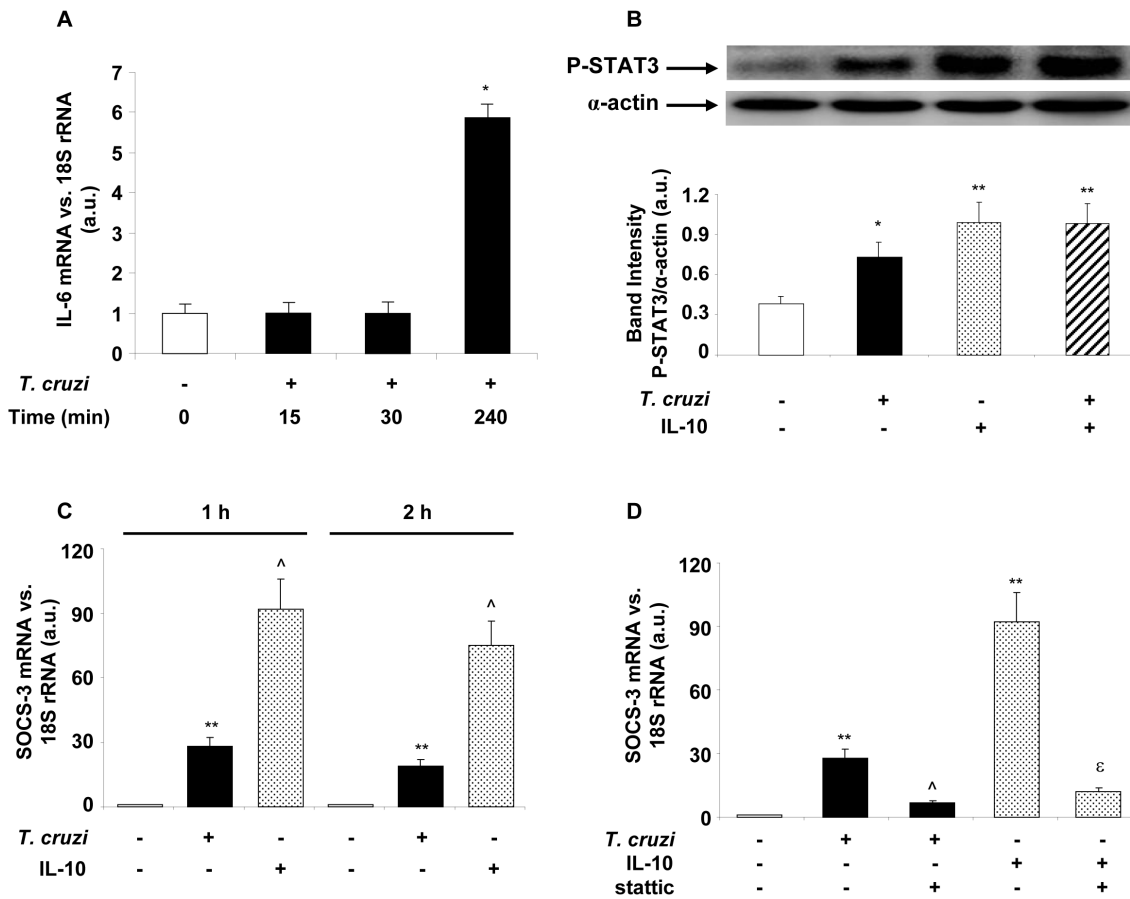 A
IL-6 mRNA vs. 18S rRNA
(a.u.)
7
6
5
4
3
2
1
0
*
T. cruzi - + + +
Time (min) 0 15 30 240
B
P-STAT3
α-actin
Band Intensity
P-STAT3/α-actin (a.u.)
1.2
0.9
0.6
0.3
0
* ** **
T. cruzi - + - +
IL-10 - - + +
C
1 h 2 h
SOCS-3 mRNA vs.
18S rRNA (a.u.)
120
90
60
30
0
** ^ ** ^
T. cruzi - + - - + -
IL-10 - - + - - +
D
SOCS-3 mRNA vs.
18S rRNA (a.u.)
120
90
60
30
0
** ^ ** ε
T. cruzi - + + - -
IL-10 - - - + +
stattic - - + - +